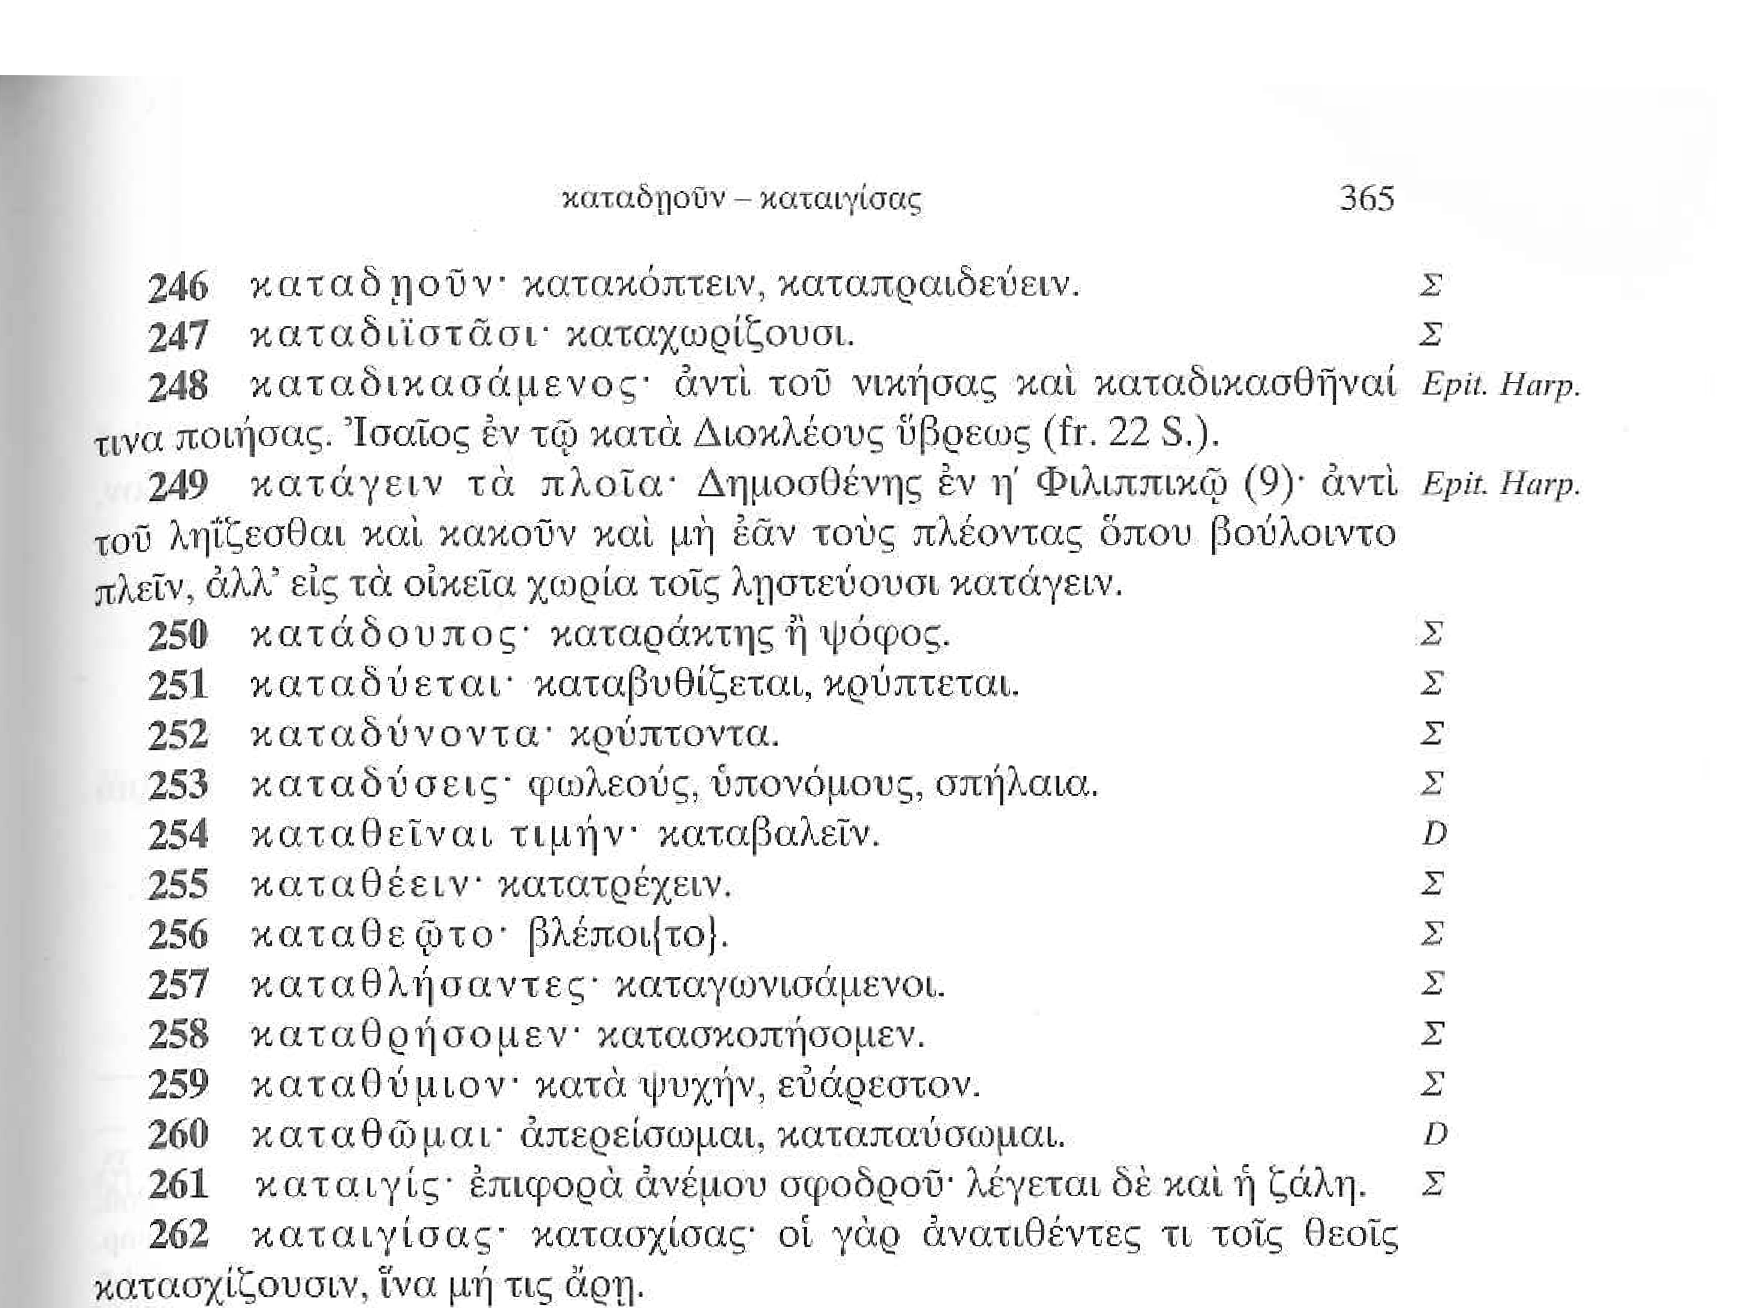 καταδῃοῦν – καταιγίσας 365
246 καταδῃοῦν· κατακόπτειν, καταπραιδεύειν. Σ
247 καταδιϊστᾶσι· καταχωρίζουσι. Σ
248 καταδικασάμενος· ἀντὶ τοῦ νικήσας καὶ καταδικασθῆναί Epit. Harp.
τινα ποιήσας. Ἰσαῖος ἐν τῷ κατὰ Διοκλέους ὕβρεως (fr. 22 S.).
249 κατάγειν τὰ πλοῖα· Δημοσθένης ἐν η′ Φιλιππικῷ (9)· ἀντὶ Epit. Harp.
τοῦ ληΐζεσθαι καὶ κακοῦν καὶ μὴ ἐᾶν τοὺς πλέοντας ὅπου βούλοιντο
πλεῖν, ἀλλ’ εἰς τὰ οἰκεῖα χωρία τοῖς λῃστεύουσι κατάγειν.
250 κατάδουπος· καταράκτης ἢ ψόφος. Σ
251 καταδύεται· καταβυθίζεται, κρύπτεται. Σ
252 καταδύνοντα· κρύπτοντα. Σ
253 καταδύσεις· φωλεούς, ὑπονόμους, σπήλαια. Σ
254 καταθεῖναι τιμήν· καταβαλεῖν. D
255 καταθέειν· κατατρέχειν. Σ
256 καταθεῷτο· βλέποι{το}. Σ
257 καταθλήσαντες· καταγωνισάμενοι. Σ
258 καταθρήσομεν· κατασκοπήσομεν. Σ
259 καταθύμιον· κατὰ ψυχήν, εὐάρεστον. Σ
260 καταθῶμαι· ἀπερείσωμαι, καταπαύσωμαι. D
261 καταιγίς· ἐπιφορὰ ἀνέμου σφοδροῦ· λέγεται δὲ καὶ ἡ ζάλη. Σ
262 καταιγίσας· κατασχίσας· οἱ γὰρ ἀνατιθέντες τι τοῖς θεοῖς
κατασχίζουσιν, ἵνα μή τις ἄρῃ.